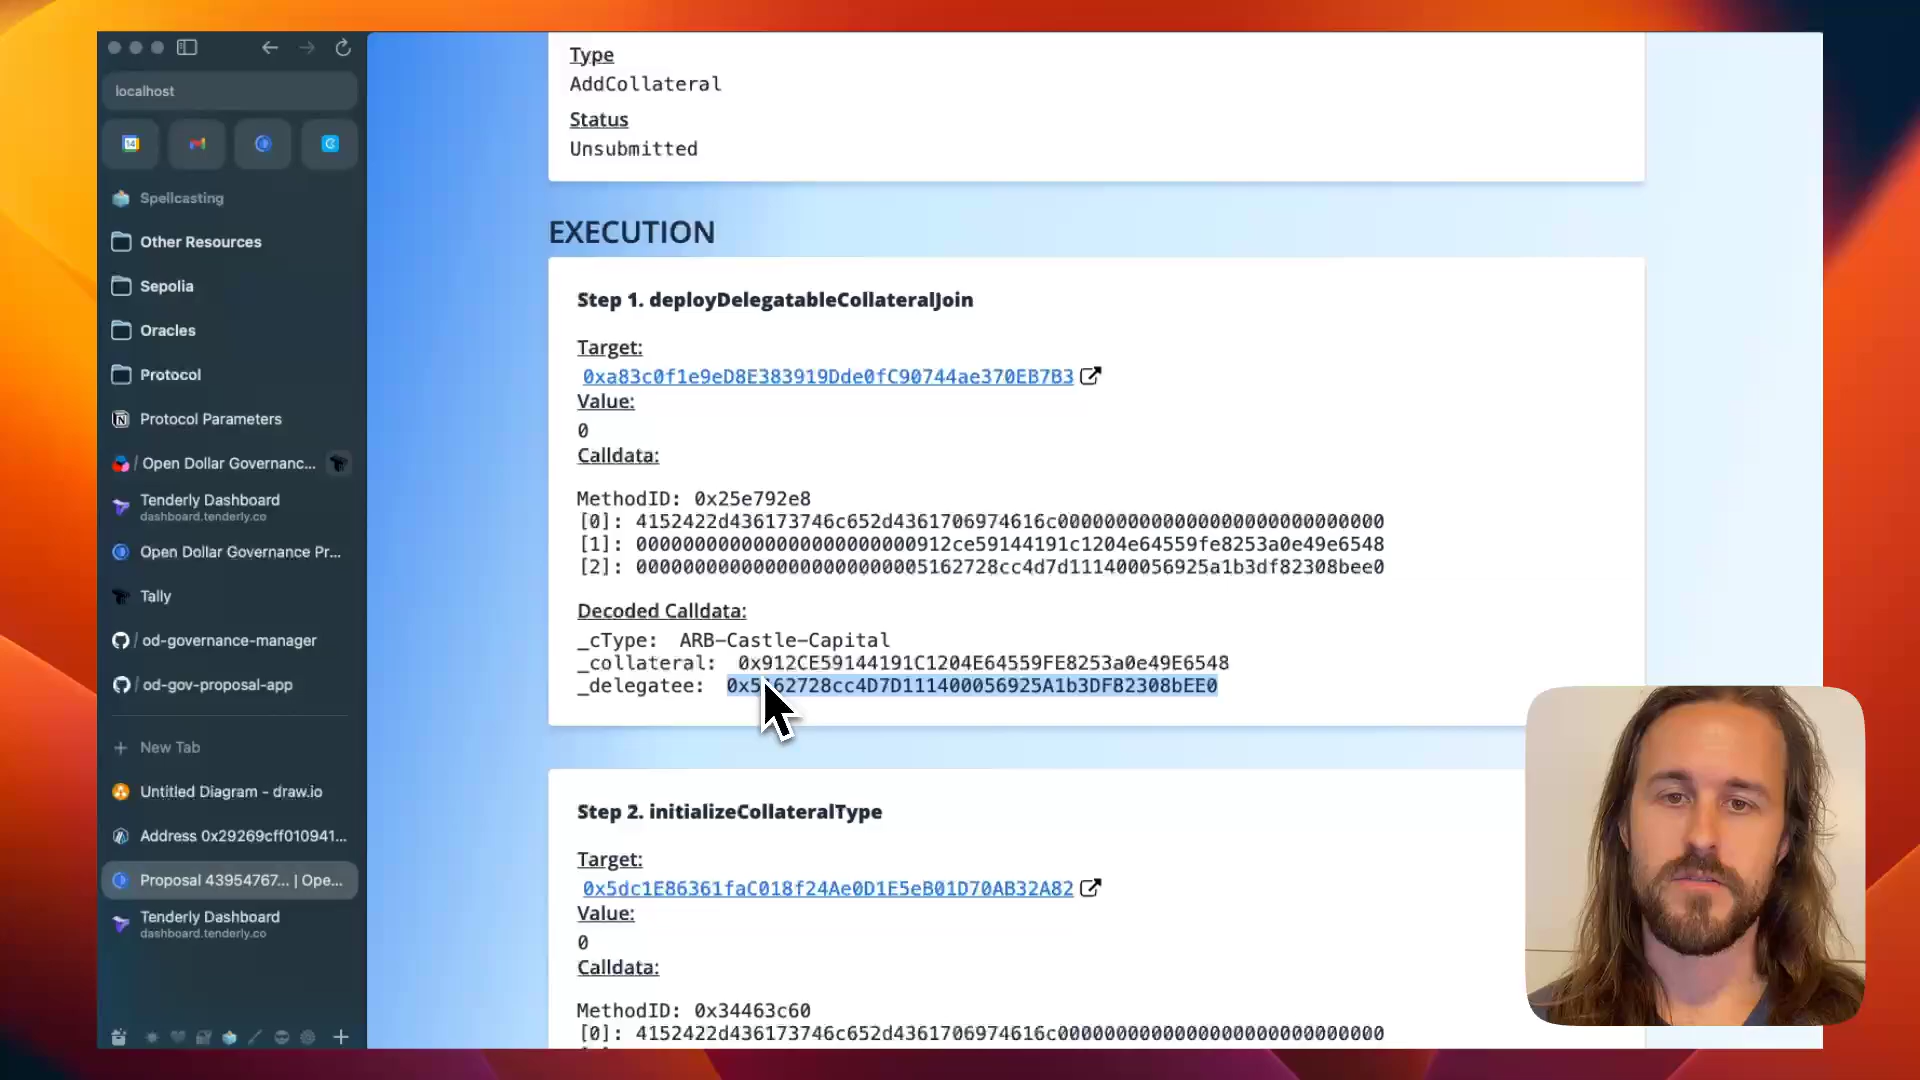 localhost
14
Spellcasting
Other Resources
Sepolia
Oracles
Protocol
Protocol Parameters
/ Open Dollar Governanc...
Tenderly Dashboard
dashboard.tenderly.co
Open Dollar Governance Pr...
Tally
/ od-governance-manager
/ od-gov-proposal-app
+ New Tab
Untitled Diagram - draw.io
Address 0x29269cff010941...
Proposal 43954767... | Ope...
Tenderly Dashboard
dashboard.tenderly.co
Type
AddCollateral
Status
Unsubmitted
EXECUTION
Step 1. deployDelegatableCollateralJoin
Target:
0xa83c0f1e9eD8E383919Dde0fC90744ae370EB7B3
Value:
0
Calldata:
MethodID: 0x25e792e8
[0]: 4152422d436173746c652d4361706974616c0000000000000000000000000000
[1]: 000000000000000000000000912ce59144191c1204e64559fe8253a0e49e6548
[2]: 0000000000000000000000005162728cc4d7d111400056925a1b3df82308bee0
Decoded Calldata:
_cType: ARB-Castle-Capital
_collateral: 0x912CE59144191C1204E64559FE8253a0e49E6548
_delegatee: 0x5162728cc4D7D111400056925A1b3DF82308bEE0
Step 2. initializeCollateralType
Target:
0x5dc1E86361faC018f24Ae0D1E5eB01D70AB32A82
Value:
0
Calldata:
MethodID: 0x34463c60
[0]: 4152422d436173746c652d4361706974616c0000000000000000000000000000